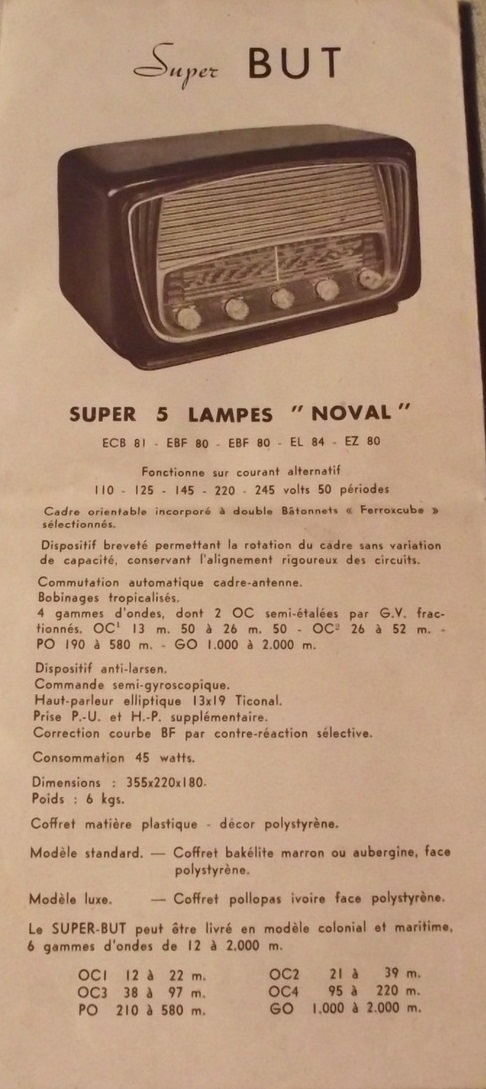 Super BUT
SUPER 5 LAMPES "NOVAL"
ECB 81 - EBF 80 - EBF 80 - EL 84 - EZ 80
Fonctionne sur courant alternatif
110 - 125 - 145 - 220 - 245 volts 50 périodes
Cadre orientable incorporé à double Bâtonnets « Ferroxcube »
sélectionnés.
Dispositif breveté permettant la rotation du cadre sans variation
de capacité, conservant l'alignement rigoureux des circuits.
Commutation automatique cadre-antenne.
Bobinages tropicalisés.
4 gammes d'ondes, dont 2 OC semi-étalées par G.V. frac-
tionnés. OC¹ 13 m. 50 à 26 m. 50 - OC² 26 à 52 m. -
PO 190 à 580 m. - GO 1.000 à 2.000 m.
Dispositif anti-larsen.
Commande semi-gyroscopique.
Haut-parleur elliptique 13x19 Ticonal.
Prise P.-U. et H.-P. supplémentaire.
Correction courbe BF par contre-réaction sélective.
Consommation 45 watts.
Dimensions : 355x220x180.
Poids : 6 kgs.
Coffret matière plastique - décor polystyrène.
Modèle standard. — Coffret bakélite marron ou aubergine, face
polystyrène.
Modèle luxe. — Coffret pollopas ivoire face polystyrène.
Le SUPER-BUT peut être livré en modèle colonial et maritime,
6 gammes d'ondes de 12 à 2.000 m.
OC1 12 à 22 m. OC2 21 à 39 m.
OC3 38 à 97 m. OC4 95 à 220 m.
PO 210 à 580 m. GO 1.000 à 2.000 m.